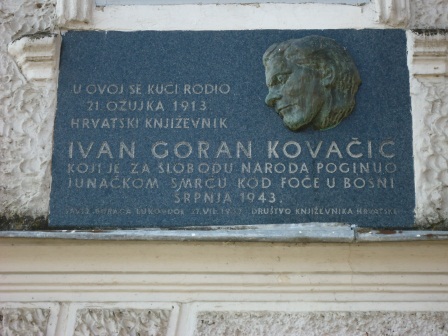 U OVOJ SE KUĆI RODIO
21 OŽUJKA 1913
HRVATSKI KNJIŽEVNIK
IVAN GORAN KOVAČIĆ
KOJI JE ZA SLOBODU NARODA POGINUO
JUNAČKOM SMRĆU KOD FOČE U BOSNI
SRPNJA 1943.
DRUŠTVO KNJIŽEVNIKA HRVATSKE